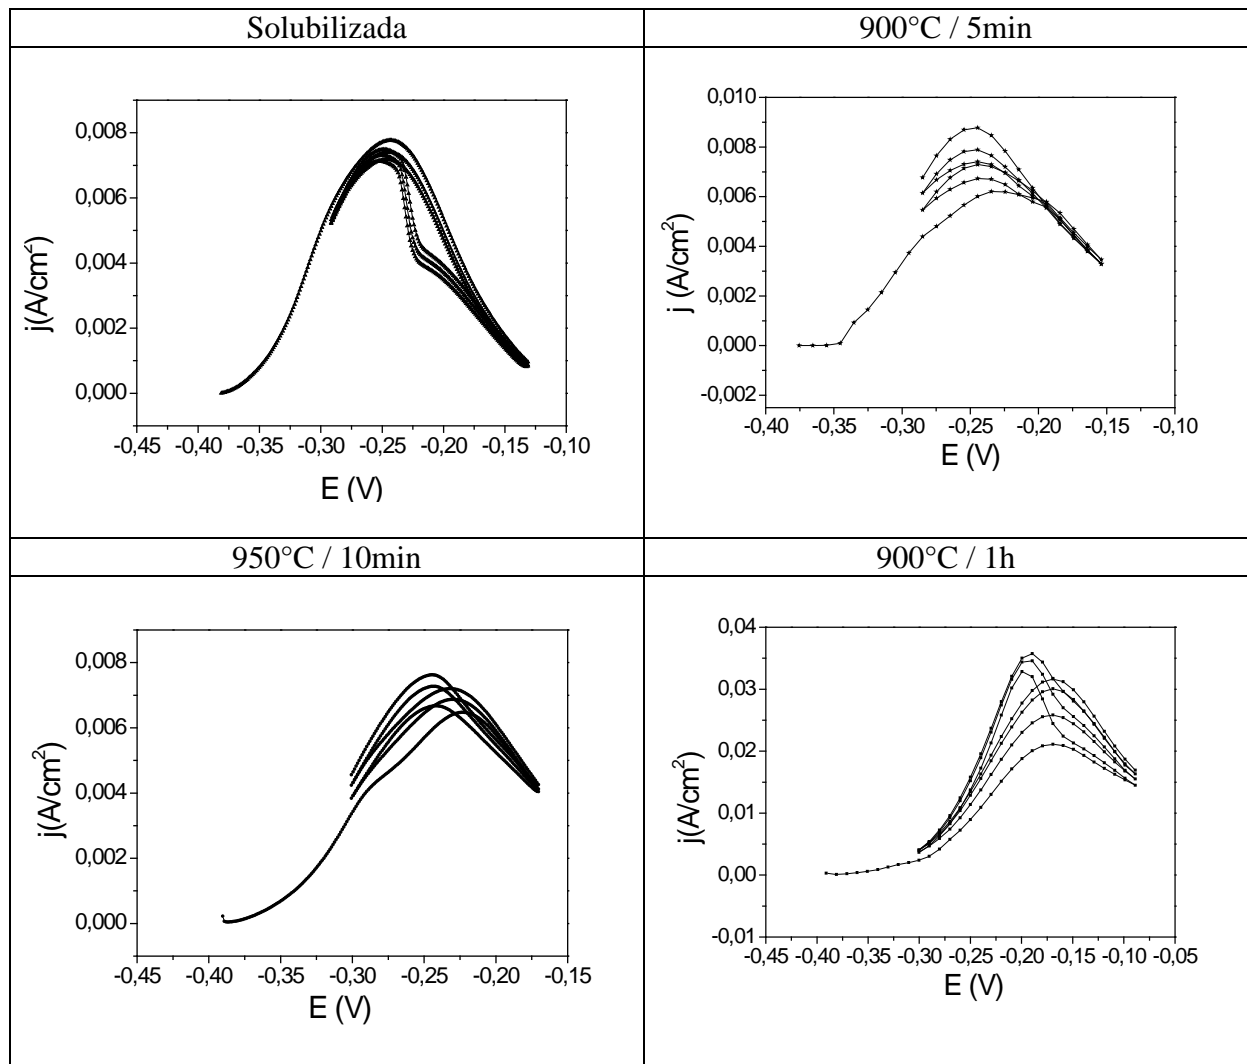 Solubilizada
0,008
0,006
0,004
0,002
0,000
j(A/cm²)
-0,45 -0,40 -0,35 -0,30 -0,25 -0,20 -0,15 -0,10
E (V)
900°C / 5min
0,010
0,008
0,006
0,004
0,002
0,000
-0,002
j (A/cm²)
-0,40 -0,35 -0,30 -0,25 -0,20 -0,15 -0,10
E (V)
950°C / 10min
0,008
0,006
0,004
0,002
0,000
j(A/cm²)
-0,45 -0,40 -0,35 -0,30 -0,25 -0,20 -0,15
E (V)
900°C / 1h
0,04
0,03
0,02
0,01
0,00
-0,01
j(A/cm²)
-0,45 -0,40 -0,35 -0,30 -0,25 -0,20 -0,15 -0,10 -0,05
E (V)